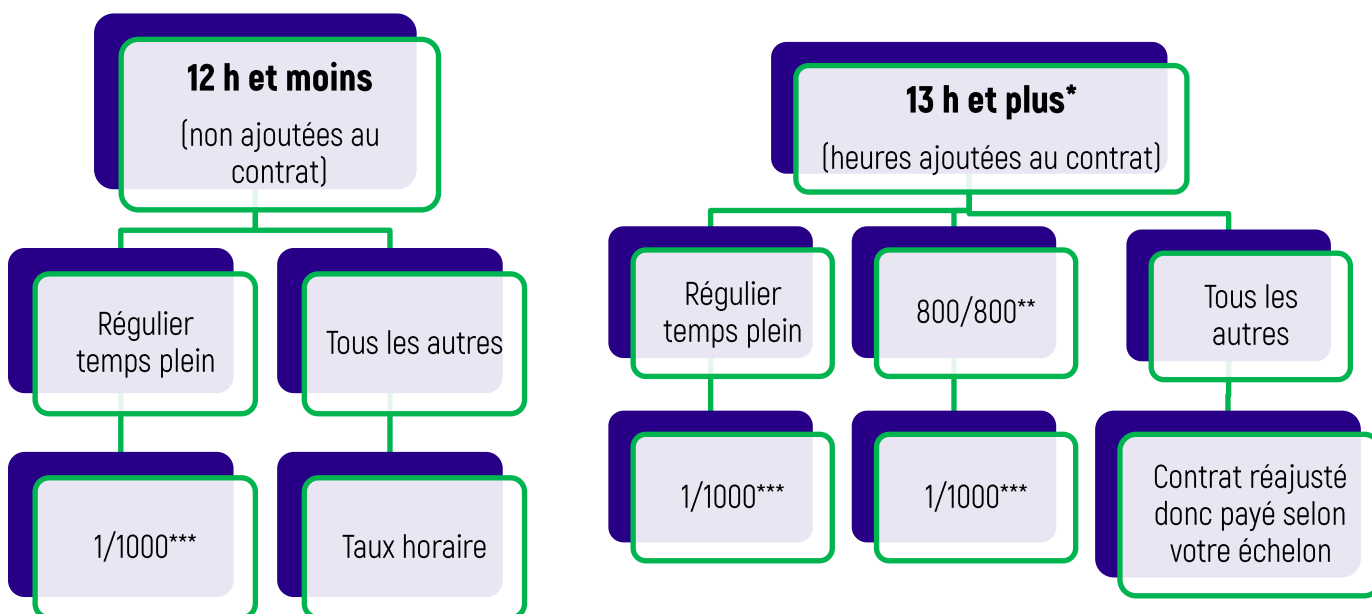 12 h et moins
(non ajoutées au
contrat)
Régulier
temps plein
Tous les autres
1/1000***
Taux horaire
13 h et plus*
(heures ajoutées au contrat)
Régulier
temps plein
800/800**
Tous les
autres
1/1000***
1/1000***
Contrat réajusté
donc payé selon
votre échelon